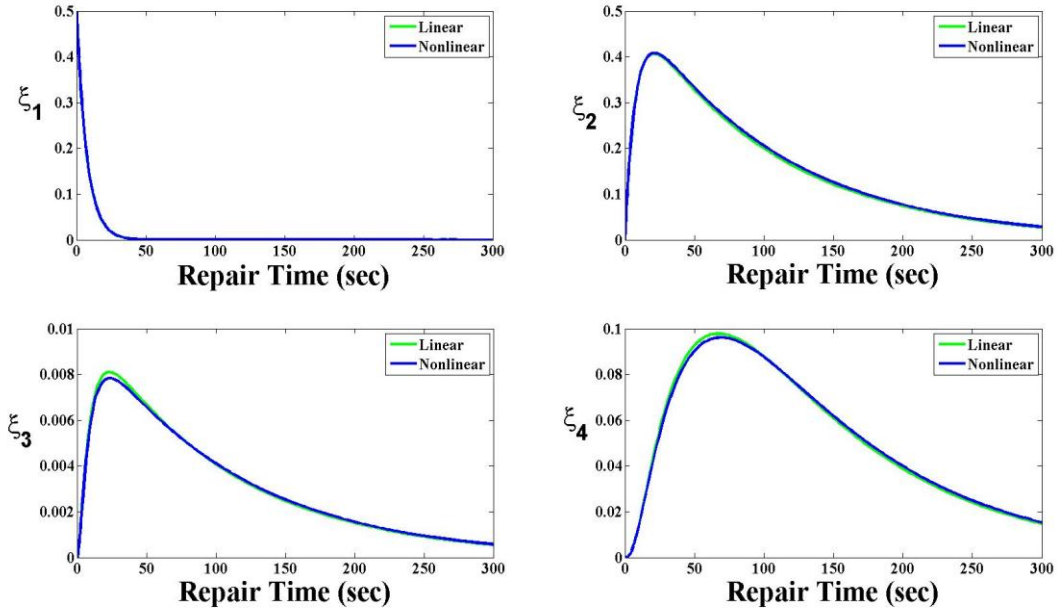 0.5
0.4
0.3
0.2
0.1
0
ξ1
0 50 100 150 200 250 300
Repair Time (sec)
Linear
Nonlinear
0.5
0.4
0.3
0.2
0.1
0
ξ2
0 50 100 150 200 250 300
Repair Time (sec)
Linear
Nonlinear
0.01
0.008
0.006
0.004
0.002
0
ξ3
0 50 100 150 200 250 300
Repair Time (sec)
Linear
Nonlinear
0.1
0.08
0.06
0.04
0.02
0
ξ4
0 50 100 150 200 250 300
Repair Time (sec)
Linear
Nonlinear